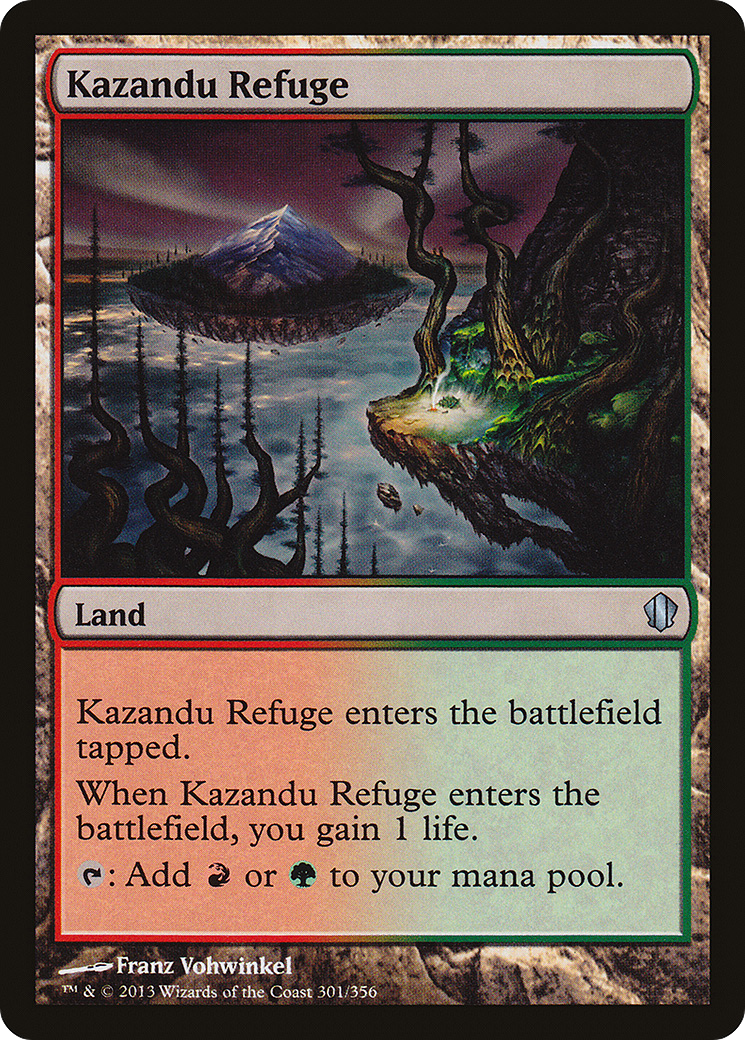 Kazandu Refuge
Land
Kazandu Refuge enters the battlefield
tapped.
When Kazandu Refuge enters the
battlefield, you gain 1 life.
: Add or to your mana pool.
Franz Vohwinkel
™ & © 2013 Wizards of the Coast 301/356